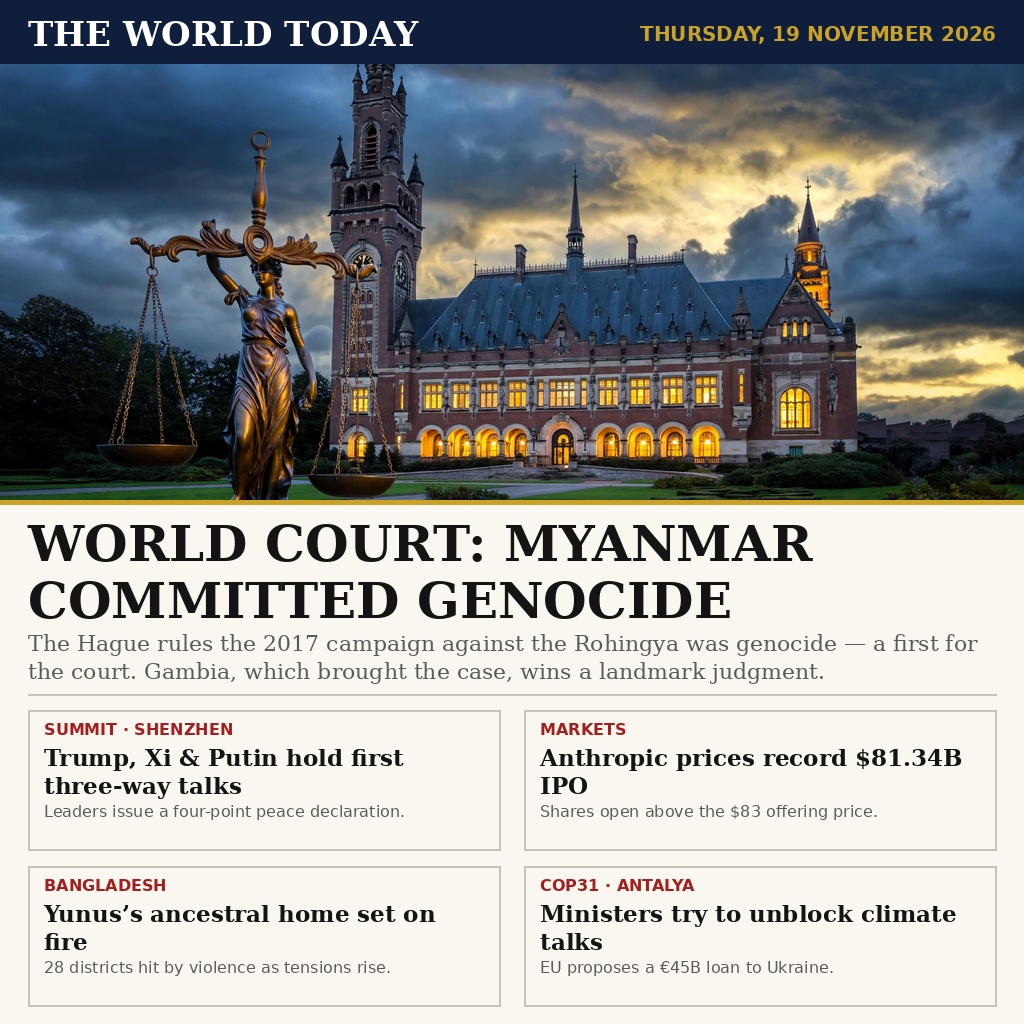 THE WORLD TODAY
THURSDAY, 19 NOVEMBER 2026
WORLD COURT: MYANMAR
COMMITTED GENOCIDE
The Hague rules the 2017 campaign against the Rohingya was genocide — a first for
the court. Gambia, which brought the case, wins a landmark judgment.
SUMMIT · SHENZHEN
Trump, Xi & Putin hold first
three-way talks
Leaders issue a four-point peace declaration.
MARKETS
Anthropic prices record $81.34B
IPO
Shares open above the $83 offering price.
BANGLADESH
Yunus’s ancestral home set on
fire
28 districts hit by violence as tensions rise.
COP31 · ANTALYA
Ministers try to unblock climate
talks
EU proposes a €45B loan to Ukraine.